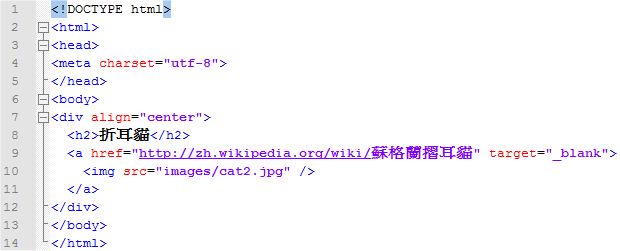 1 <!DOCTYPE html>
2 <html>
3 <head>
4 <meta charset="utf-8">
5 </head>
6 <body>
7 <div align="center">
8 <h2>折耳貓</h2>
9 <a href="http://zh.wikipedia.org/wiki/蘇格蘭摺耳貓" target="_blank">
10 <img src="images/cat2.jpg" />
11 </a>
12 </div>
13 </body>
14 </html>